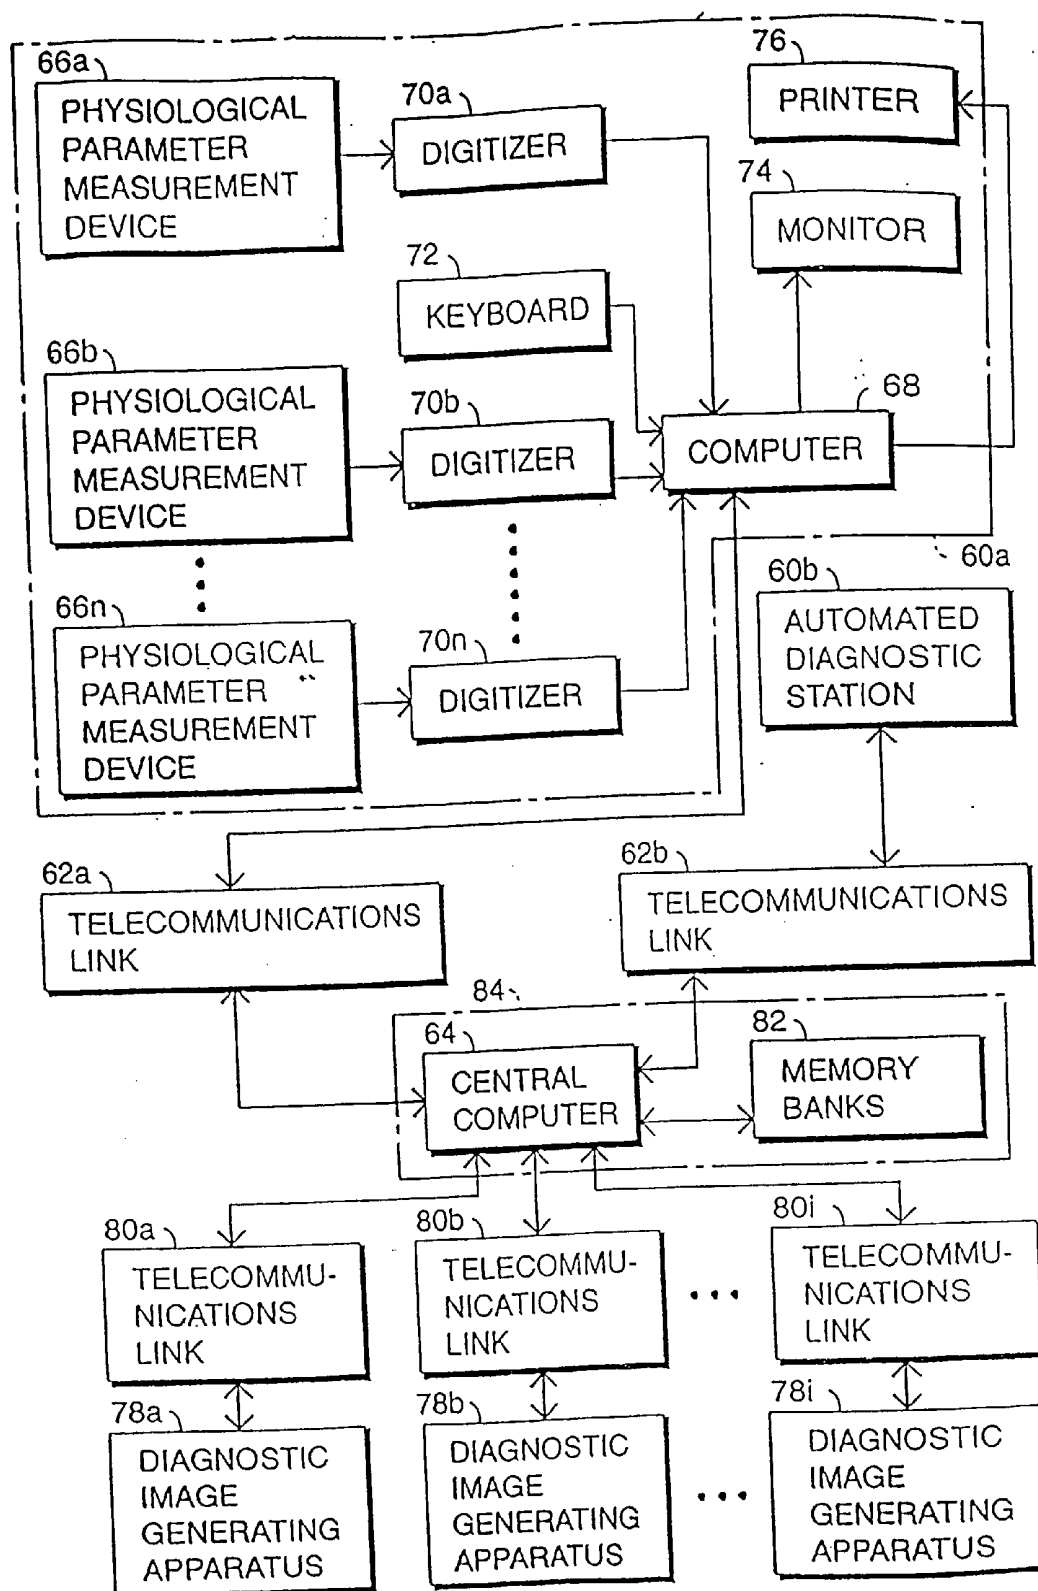 66a
PHYSIOLOGICAL
PARAMETER
MEASUREMENT
DEVICE
70a
DIGITIZER
76
PRINTER
74
MONITOR
72
KEYBOARD
66b
PHYSIOLOGICAL
PARAMETER
MEASUREMENT
DEVICE
70b
DIGITIZER
68
COMPUTER
60a
66n
PHYSIOLOGICAL
PARAMETER
MEASUREMENT
DEVICE
70n
DIGITIZER
60b
AUTOMATED
DIAGNOSTIC
STATION
62a
TELECOMMUNICATIONS
LINK
62b
TELECOMMUNICATIONS
LINK
84
64
CENTRAL
COMPUTER
82
MEMORY
BANKS
80a
TELECOMMU-
NICATIONS
LINK
80b
TELECOMMU-
NICATIONS
LINK
80i
TELECOMMU-
NICATIONS
LINK
78a
DIAGNOSTIC
IMAGE
GENERATING
APPARATUS
78b
DIAGNOSTIC
IMAGE
GENERATING
APPARATUS
78i
DIAGNOSTIC
IMAGE
GENERATING
APPARATUS